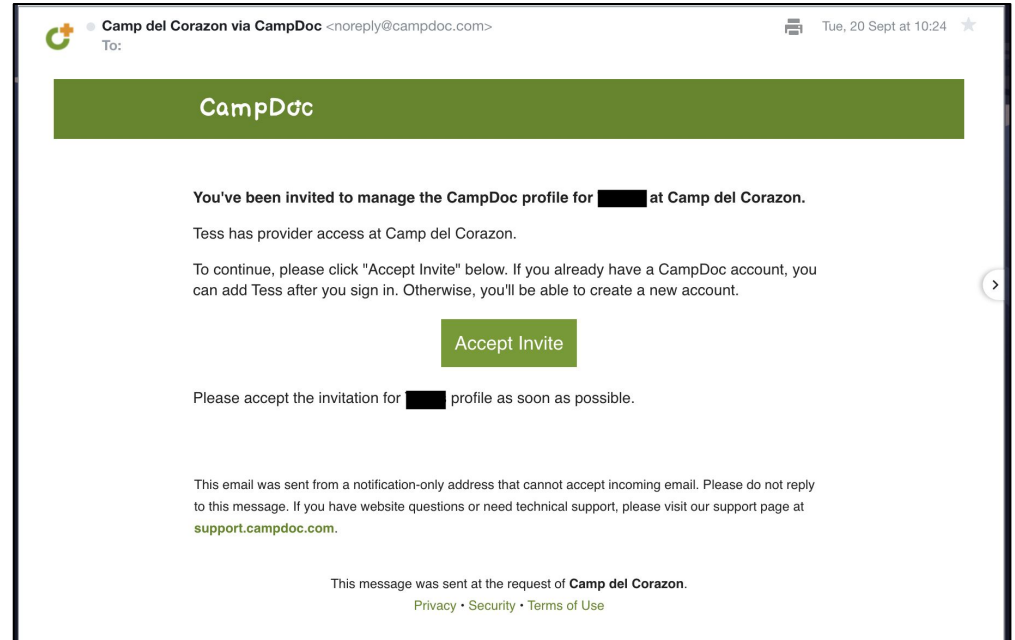 Camp del Corazon via CampDoc <noreply@campdoc.com> Tue, 20 Sept at 10:24
To:
CampDoc
You've been invited to manage the CampDoc profile for at Camp del Corazon.
Tess has provider access at Camp del Corazon.
To continue, please click "Accept Invite" below. If you already have a CampDoc account, you
can add Tess after you sign in. Otherwise, you'll be able to create a new account.
Accept Invite
Please accept the invitation for profile as soon as possible.
This email was sent from a notification-only address that cannot accept incoming email. Please do not reply
to this message. If you have website questions or need technical support, please visit our support page at
support.campdoc.com.
This message was sent at the request of Camp del Corazon.
Privacy • Security • Terms of Use